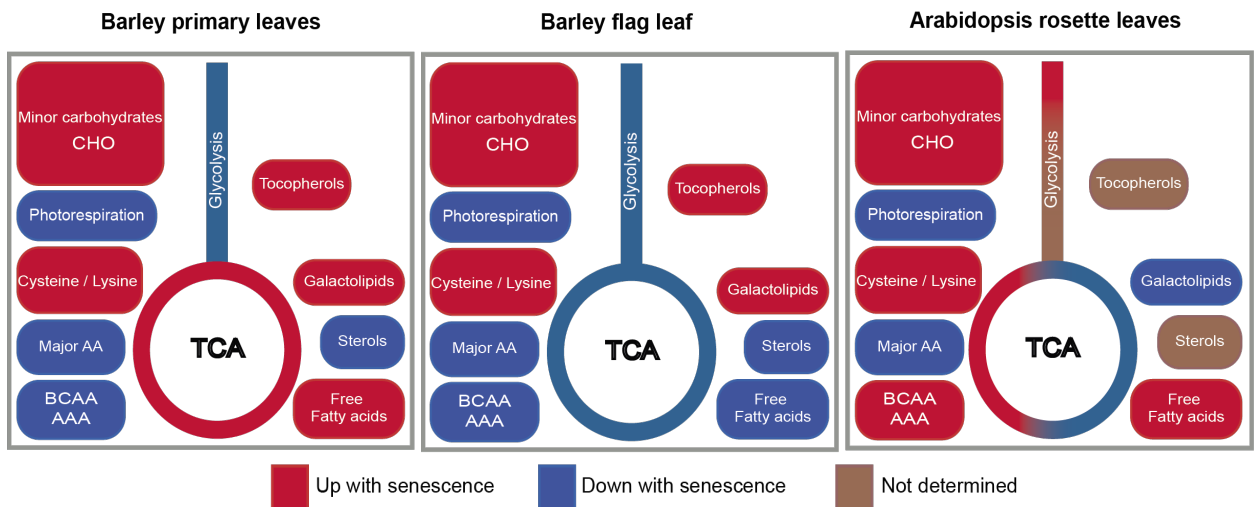 Barley primary leaves
Minor carbohydrates
CHO
Glycolysis
Tocopherols
Photorespiration
Cysteine / Lysine
Galactolipids
Major AA
TCA
Sterols
BCAA
AAA
Free
Fatty acids
Barley flag leaf
Minor carbohydrates
CHO
Glycolysis
Tocopherols
Photorespiration
Cysteine / Lysine
Galactolipids
Major AA
TCA
Sterols
BCAA
AAA
Free
Fatty acids
Arabidopsis rosette leaves
Minor carbohydrates
CHO
Glycolysis
Tocopherols
Photorespiration
Cysteine / Lysine
Galactolipids
Major AA
TCA
Sterols
BCAA
AAA
Free
Fatty acids
Up with senescence
Down with senescence
Not determined